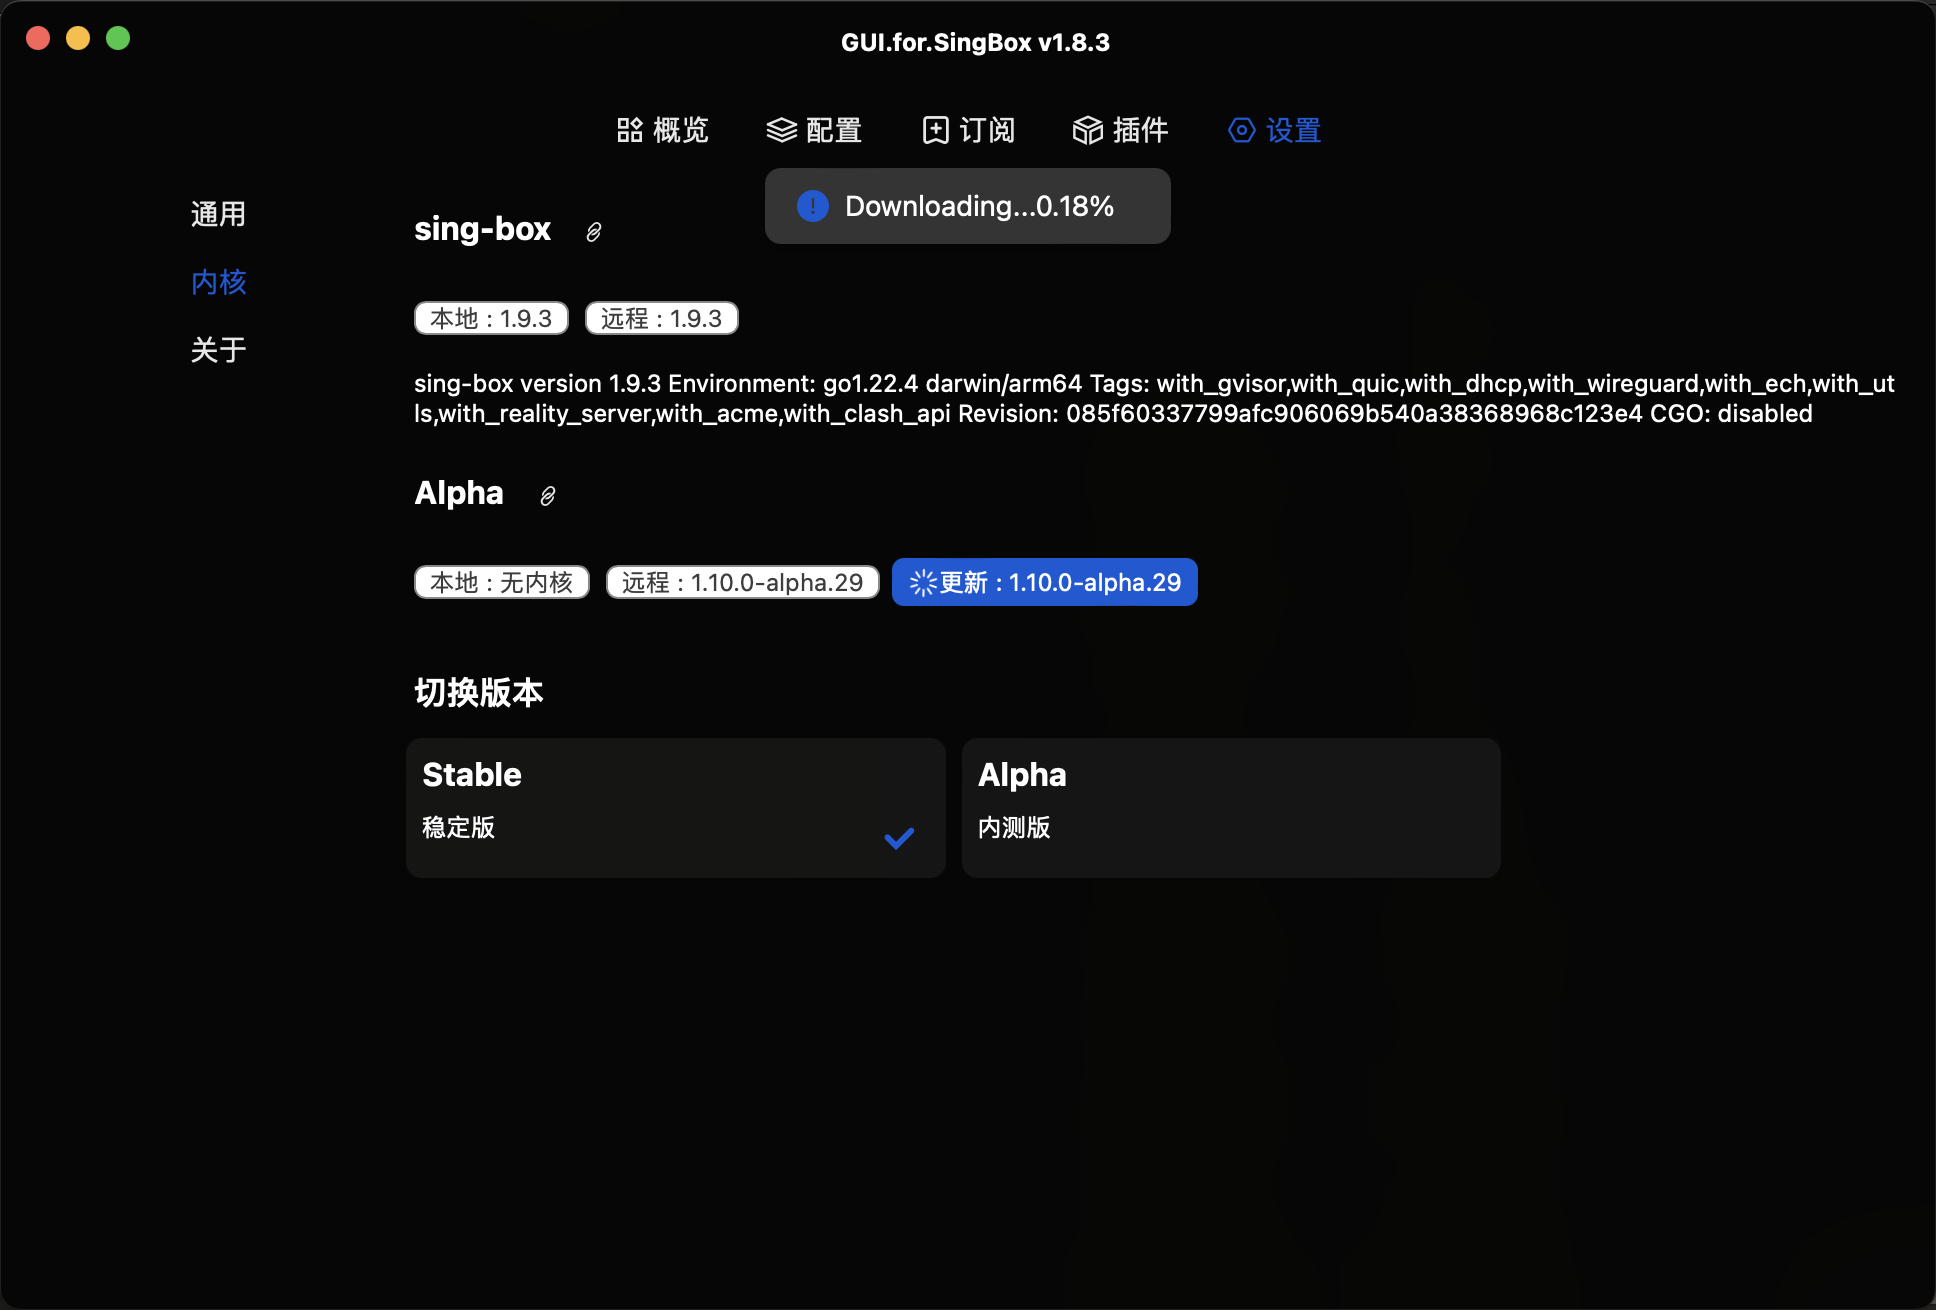 GUI.for.SingBox v1.8.3
概览 配置 订阅 插件 设置
Downloading...0.18%
通用
内核
关于
sing-box
本地 : 1.9.3 远程 : 1.9.3
sing-box version 1.9.3 Environment: go1.22.4 darwin/arm64 Tags: with_gvisor,with_quic,with_dhcp,with_wireguard,with_ech,with_ut
ls,with_reality_server,with_acme,with_clash_api Revision: 085f60337799afc906069b540a38368968c123e4 CGO: disabled
Alpha
本地 : 无内核 远程 : 1.10.0-alpha.29 更新 : 1.10.0-alpha.29
切换版本
Stable
稳定版
Alpha
内测版